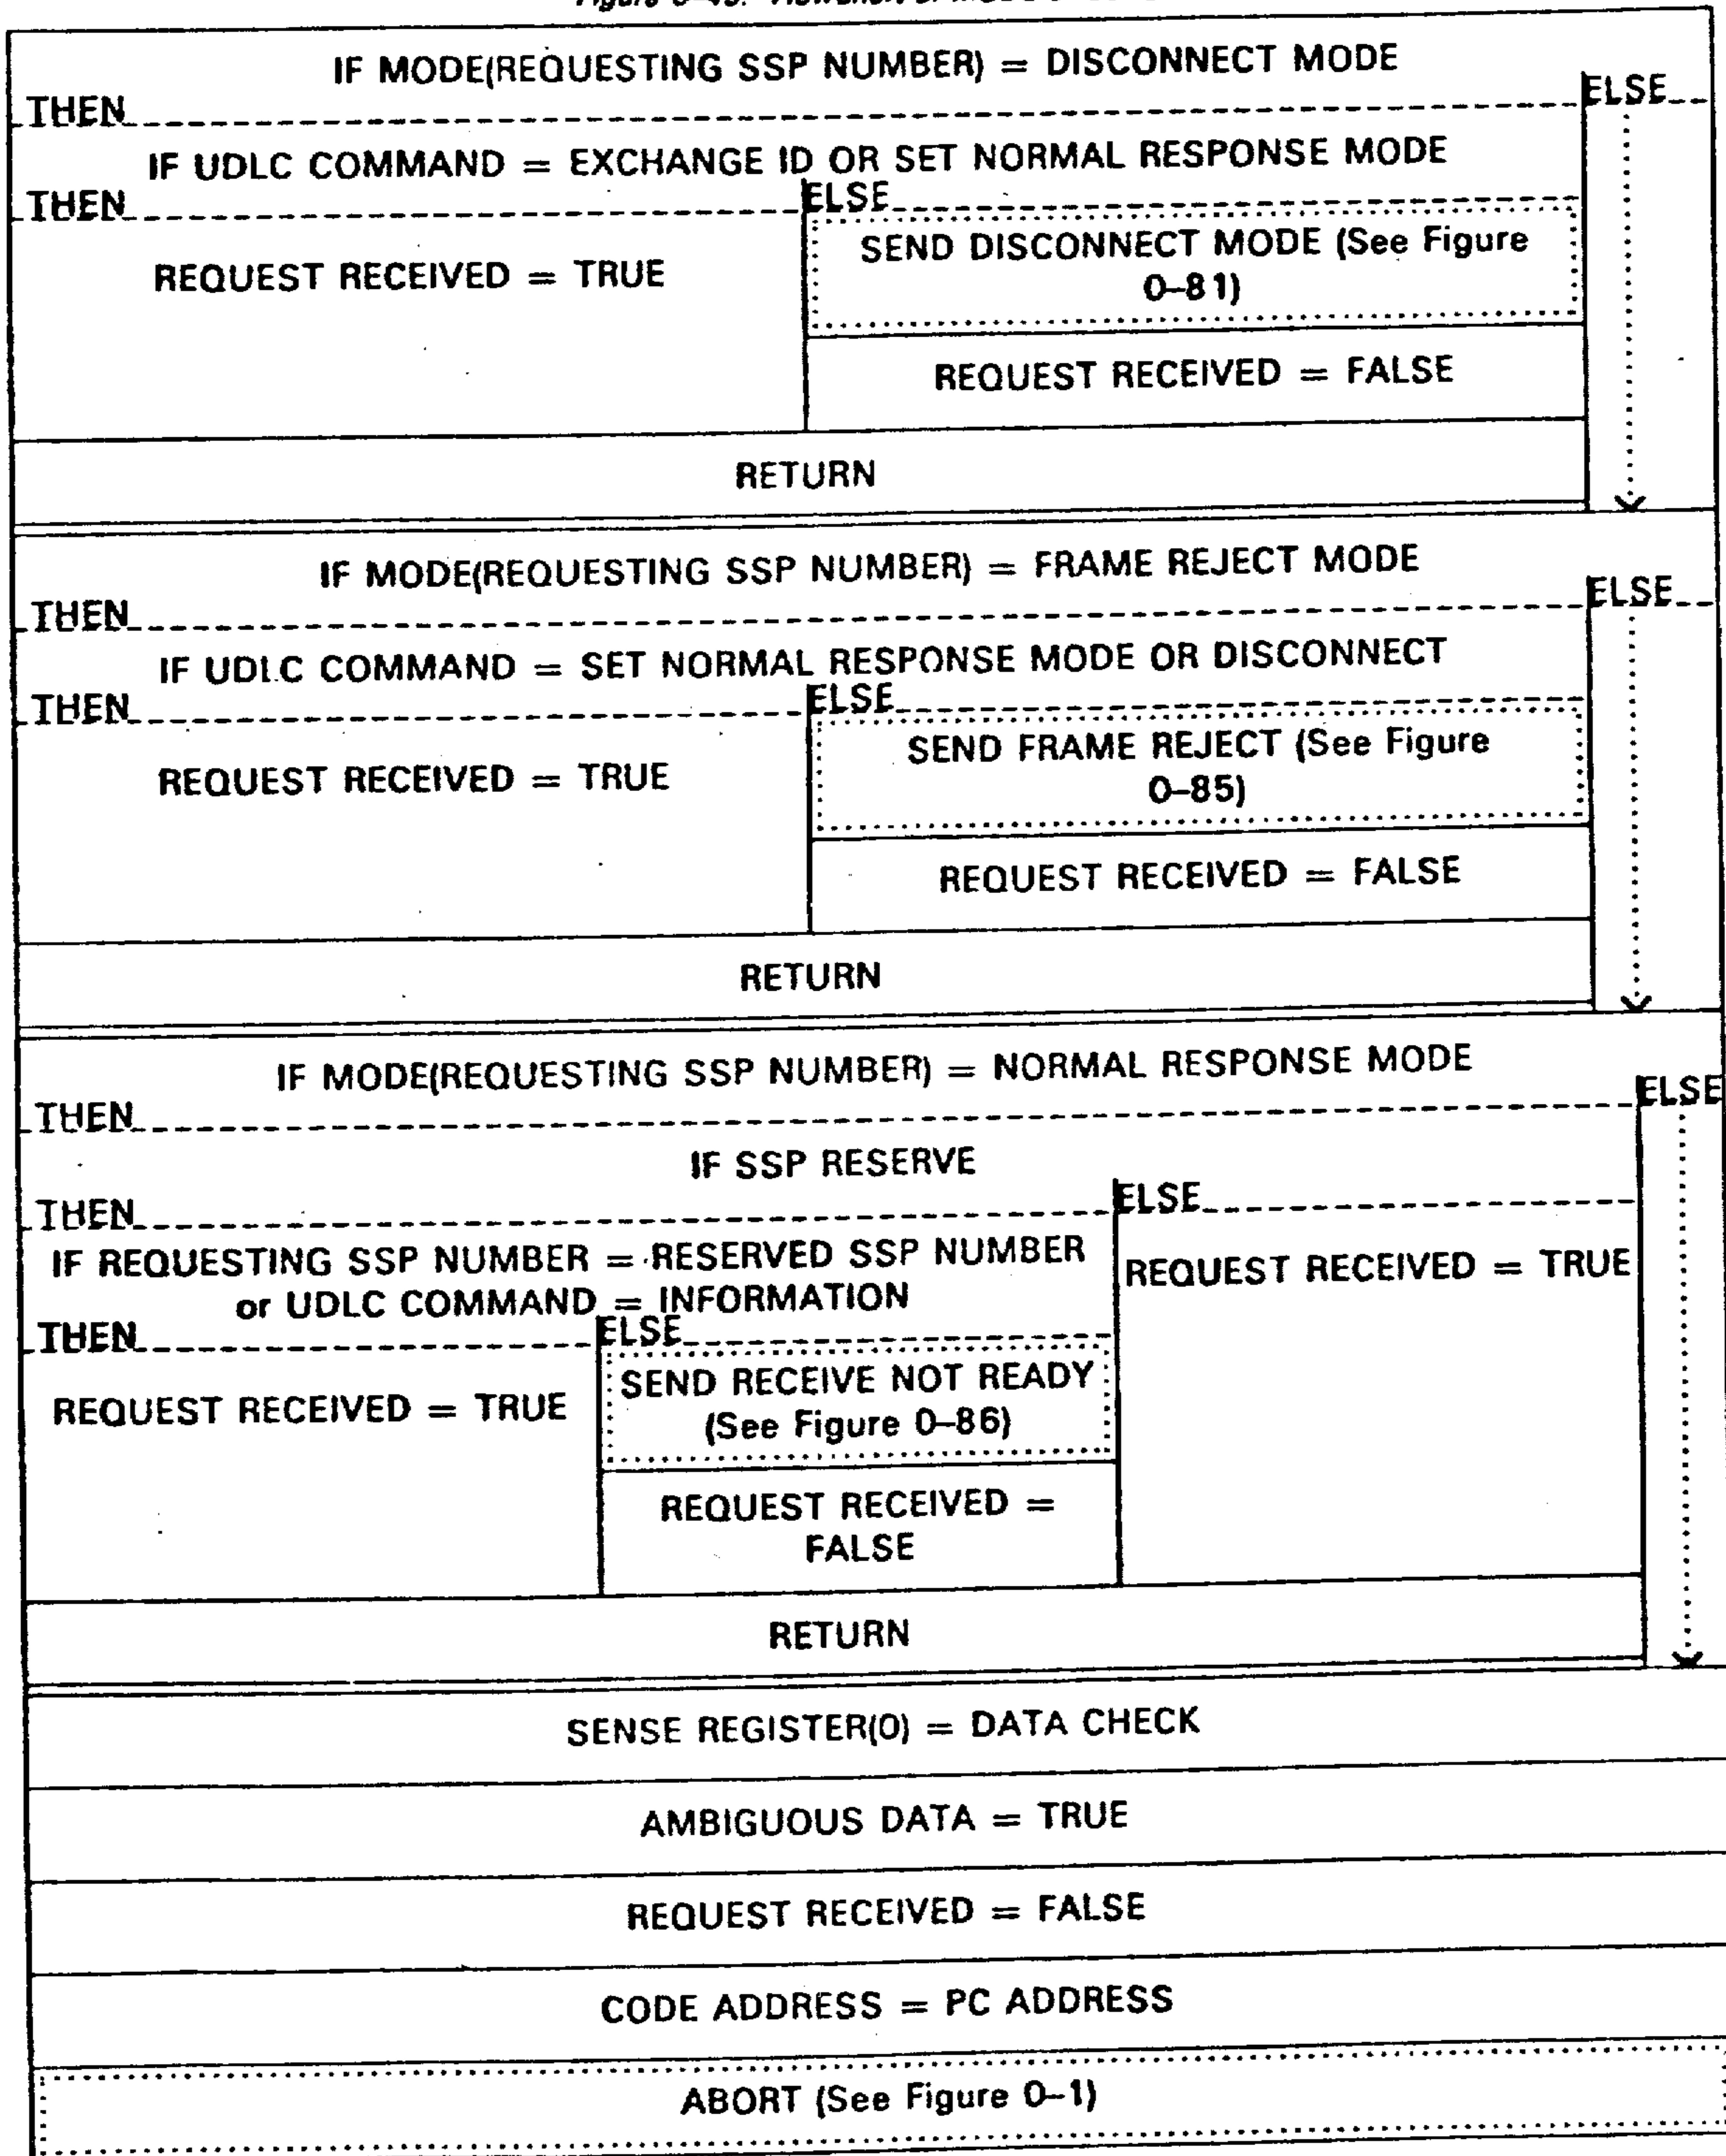 IF MODE(REQUESTING SSP NUMBER) = DISCONNECT MODE
THEN ELSE
IF UDLC COMMAND = EXCHANGE ID OR SET NORMAL RESPONSE MODE
THEN ELSE
SEND DISCONNECT MODE (See Figure
0–81)
REQUEST RECEIVED = TRUE
REQUEST RECEIVED = FALSE
RETURN
IF MODE(REQUESTING SSP NUMBER) = FRAME REJECT MODE
THEN ELSE
IF UDLC COMMAND = SET NORMAL RESPONSE MODE OR DISCONNECT
THEN ELSE
SEND FRAME REJECT (See Figure
0–85)
REQUEST RECEIVED = TRUE
REQUEST RECEIVED = FALSE
RETURN
IF MODE(REQUESTING SSP NUMBER) = NORMAL RESPONSE MODE
THEN ELSE
IF SSP RESERVE
THEN ELSE
IF REQUESTING SSP NUMBER = RESERVED SSP NUMBER
or UDLC COMMAND = INFORMATION
REQUEST RECEIVED = TRUE
THEN ELSE
REQUEST RECEIVED = TRUE
SEND RECEIVE NOT READY
(See Figure 0–86)
REQUEST RECEIVED =
FALSE
RETURN
SENSE REGISTER(0) = DATA CHECK
AMBIGUOUS DATA = TRUE
REQUEST RECEIVED = FALSE
CODE ADDRESS = PC ADDRESS
ABORT (See Figure 0–1)